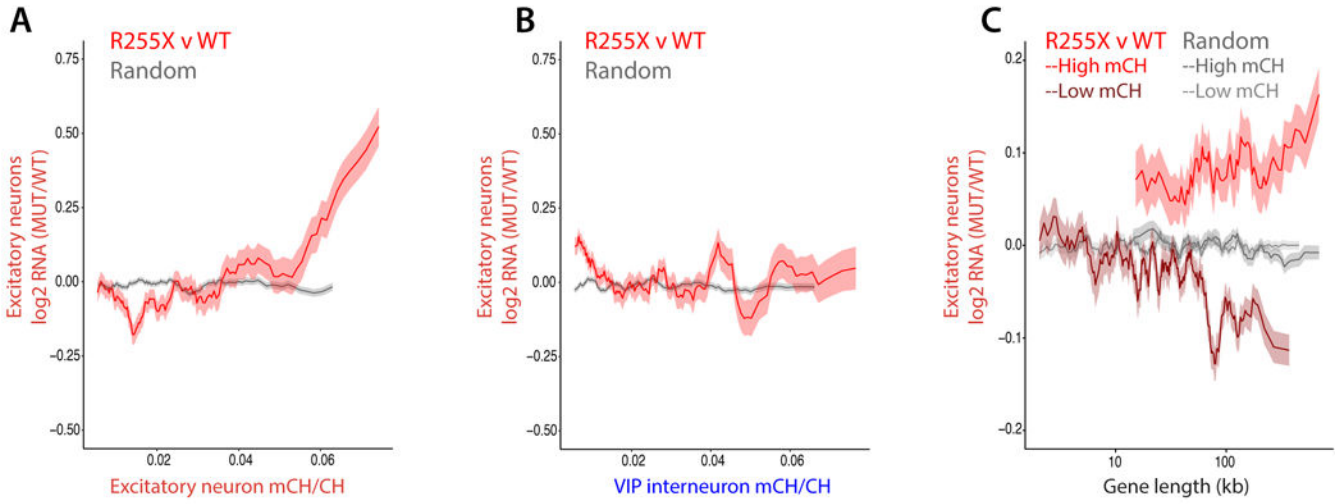 A
R255X v WT
Random
0.75
0.50
0.25
0.00
−0.25
−0.50
Excitatory neurons
log2 RNA (MUT/WT)
0.02
0.04
0.06
Excitatory neuron mCH/CH
B
R255X v WT
Random
0.75
0.50
0.25
0.00
−0.25
−0.50
Excitatory neurons
log2 RNA (MUT/WT)
0.02
0.04
0.06
VIP interneuron mCH/CH
C
R255X v WT
--High mCH
--Low mCH
Random
--High mCH
--Low mCH
0.2
0.1
0.0
−0.1
−0.2
Excitatory neurons
log2 RNA (MUT/WT)
10
100
Gene length (kb)